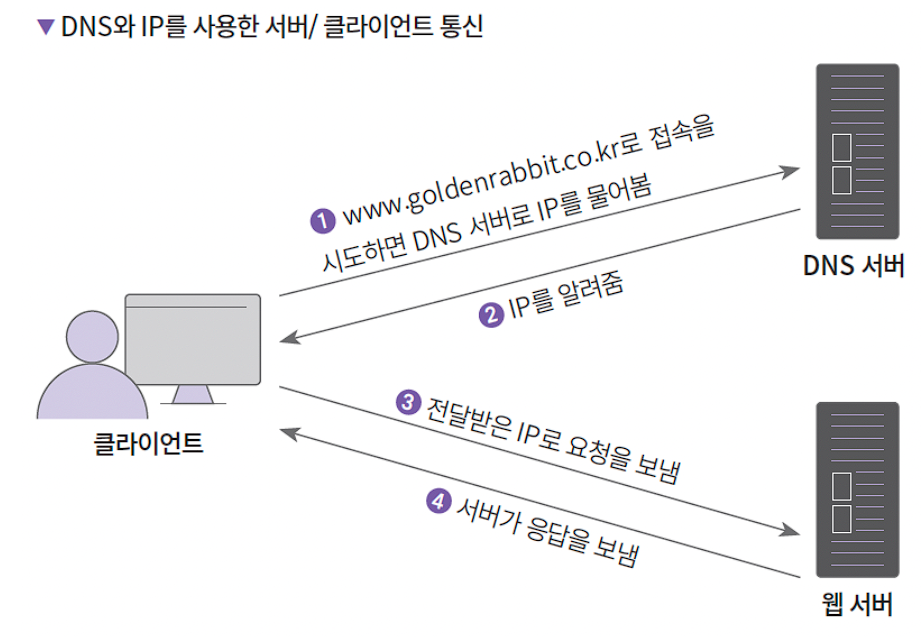 ▼ DNS와 IP를 사용한 서버/ 클라이언트 통신
❶ www.goldenrabbit.co.kr로 접속을
시도하면 DNS 서버로 IP를 물어봄
DNS 서버
❷ IP를 알려줌
클라이언트
❸ 전달받은 IP로 요청을 보냄
❹ 서버가 응답을 보냄
웹 서버